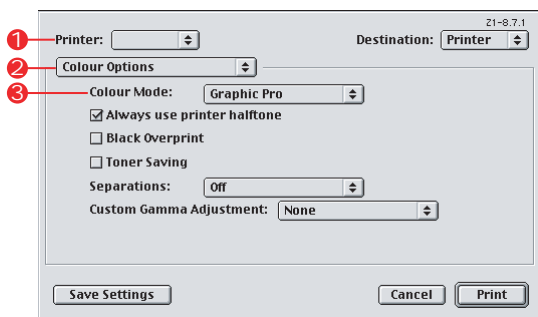 Z1-8.7.1
1 Printer: Destination: Printer
2 Colour Options
3 Colour Mode: Graphic Pro
Always use printer halftone
Black Overprint
Toner Saving
Separations: Off
Custom Gamma Adjustment: None
Save Settings Cancel Print